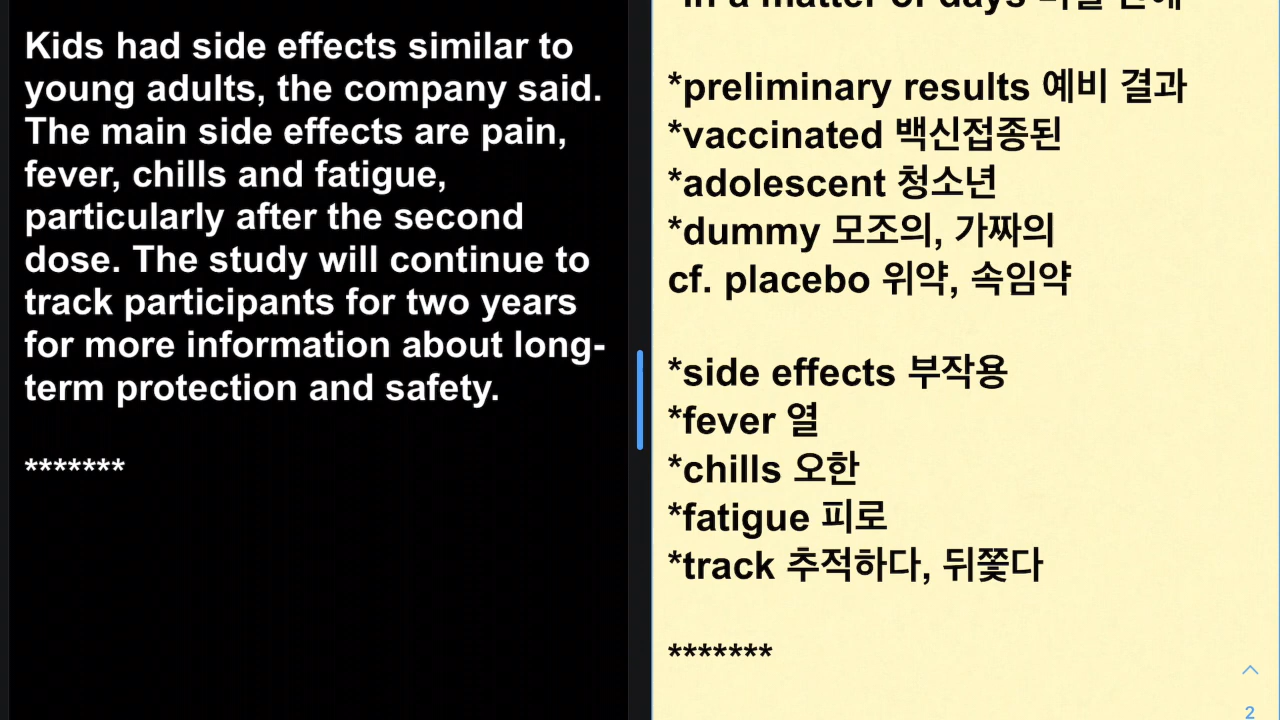 Kids had side effects similar to
young adults, the company said.
The main side effects are pain,
fever, chills and fatigue,
particularly after the second
dose. The study will continue to
track participants for two years
for more information about long-
term protection and safety.
*******
*in a matter of days
*preliminary results 예비 결과
*vaccinated 백신접종된
*adolescent 청소년
*dummy 모조의, 가짜의
cf. placebo 위약, 속임약
*side effects 부작용
*fever 열
*chills 오한
*fatigue 피로
*track 추적하다, 뒤쫓다
*******
2